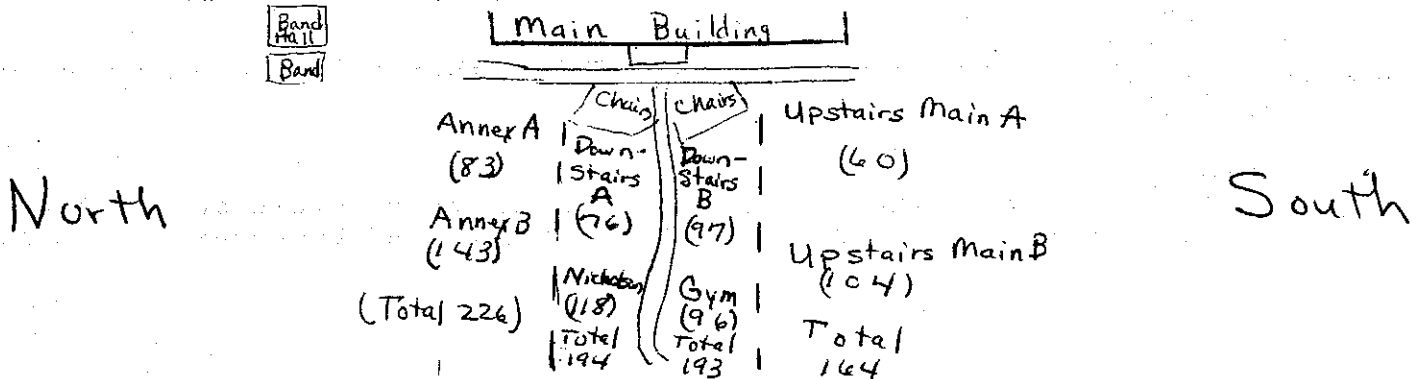 Band
Hall
Band
Main Building
Chairs
Chairs
Annex A
(83)
Annex B
(143)
(Total 226)
Down-
Stairs
A
(76)
Nicholson
(118)
Total
194
Down-
Stairs
B
(97)
Gym
(96)
Total
193
Upstairs Main A
(60)
Upstairs Main B
(104)
Total
164
North
South